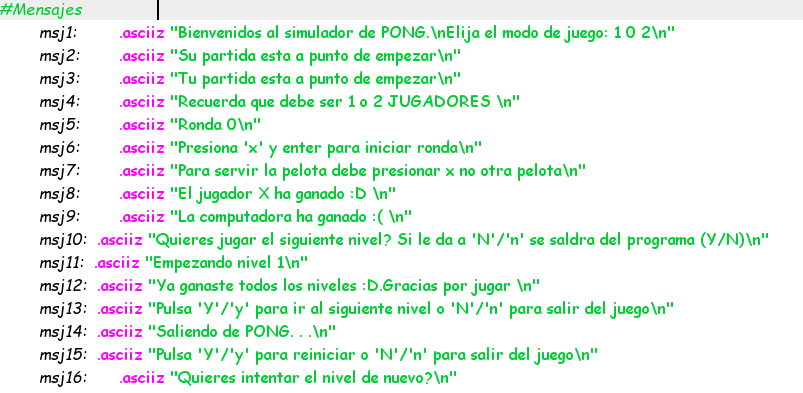 #Mensajes
msj1: .asciiz "Bienvenidos al simulador de PONG.\nElija el modo de juego: 1 O 2\n"
msj2: .asciiz "Su partida esta a punto de empezar\n"
msj3: .asciiz "Tu partida esta a punto de empezar\n"
msj4: .asciiz "Recuerda que debe ser 1 o 2 JUGADORES \n"
msj5: .asciiz "Ronda 0\n"
msj6: .asciiz "Presiona 'x' y enter para iniciar ronda\n"
msj7: .asciiz "Para servir la pelota debe presionar x no otra pelota\n"
msj8: .asciiz "El jugador X ha ganado :D \n"
msj9: .asciiz "La computadora ha ganado :( \n"
msj10: .asciiz "Quieres jugar el siguiente nivel? Si le da a 'N'/'n' se saldra del programa (Y/N)\n"
msj11: .asciiz "Empezando nivel 1\n"
msj12: .asciiz "Ya ganaste todos los niveles :D.Gracias por jugar \n"
msj13: .asciiz "Pulsa 'Y'/'y' para ir al siguiente nivel o 'N'/'n' para salir del juego\n"
msj14: .asciiz "Saliendo de PONG. . .\n"
msj15: .asciiz "Pulsa 'Y'/'y' para reiniciar o 'N'/'n' para salir del juego\n"
msj16: .asciiz "Quieres intentar el nivel de nuevo?\n"